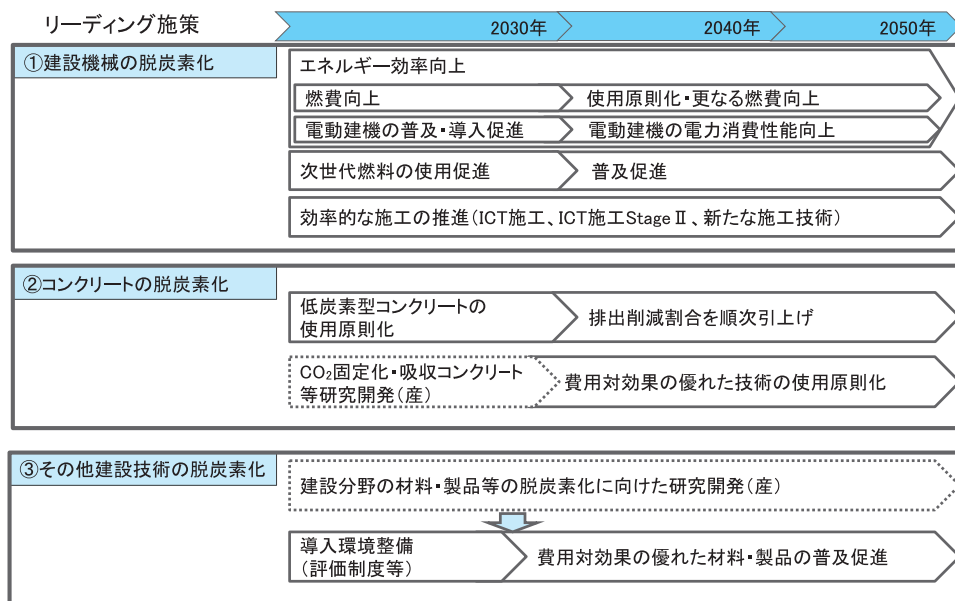 リーディング施策
2030年 2040年 2050年
①建設機械の脱炭素化
エネルギー効率向上
燃費向上 使用原則化・更なる燃費向上
電動建機の普及・導入促進 電動建機の電力消費性能向上
次世代燃料の使用促進 普及促進
効率的な施工の推進(ICT施工、ICT施工StageⅡ、新たな施工技術)
②コンクリートの脱炭素化
低炭素型コンクリートの
使用原則化
排出削減割合を順次引上げ
CO₂固定化・吸収コンクリート
等研究開発(産)
費用対効果の優れた技術の使用原則化
③その他建設技術の脱炭素化
建設分野の材料・製品等の脱炭素化に向けた研究開発(産)
導入環境整備
(評価制度等)
費用対効果の優れた材料・製品の普及促進